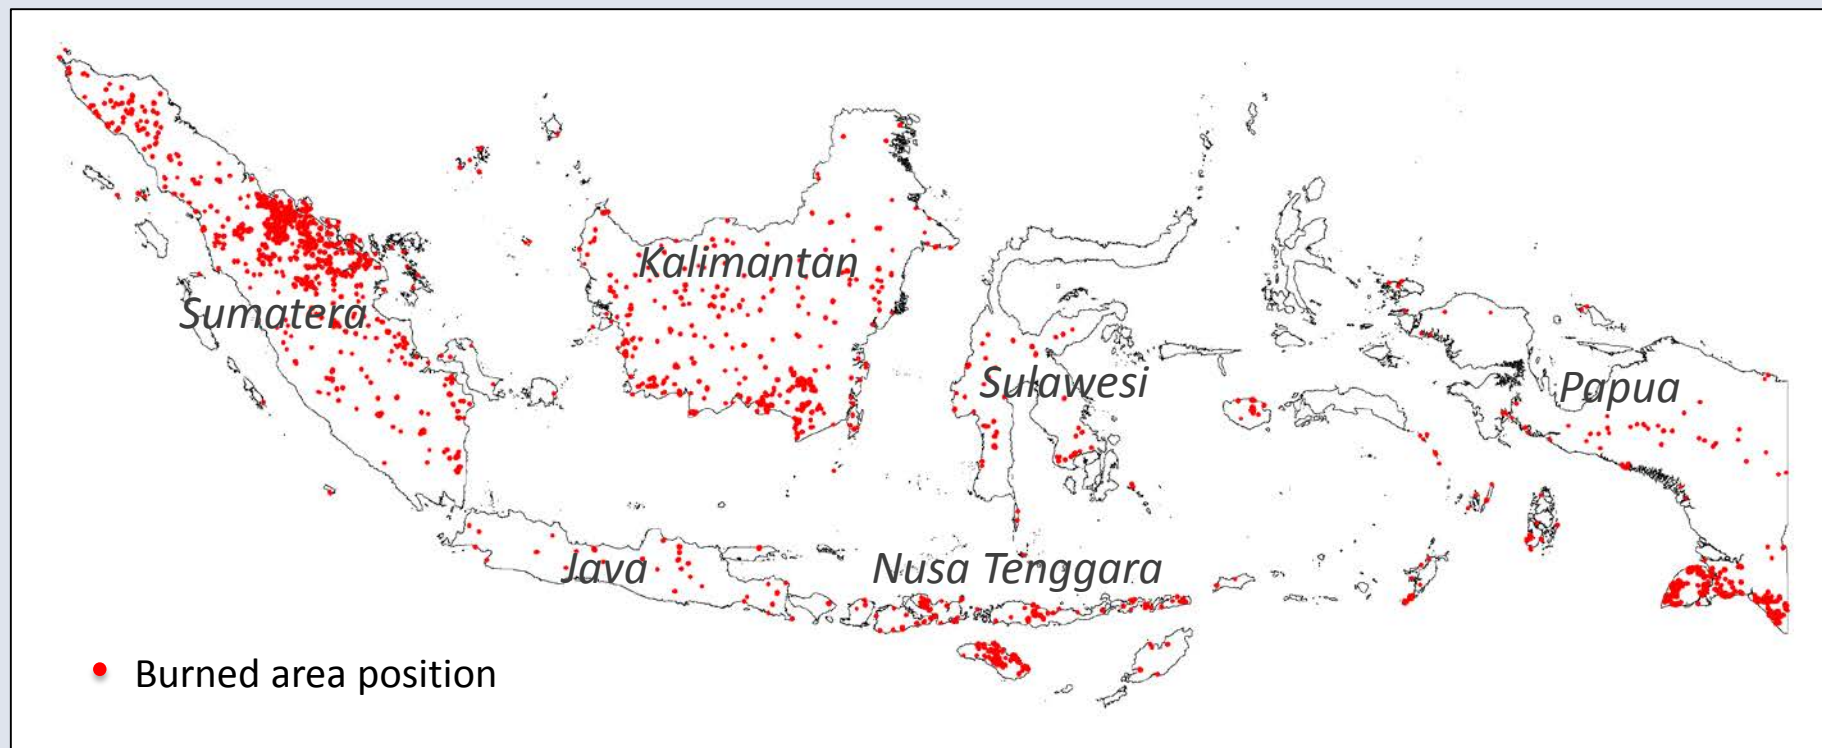 Kalimantan
Sumatera
Sulawesi
Papua
Java
Nusa Tenggara
Burned area position